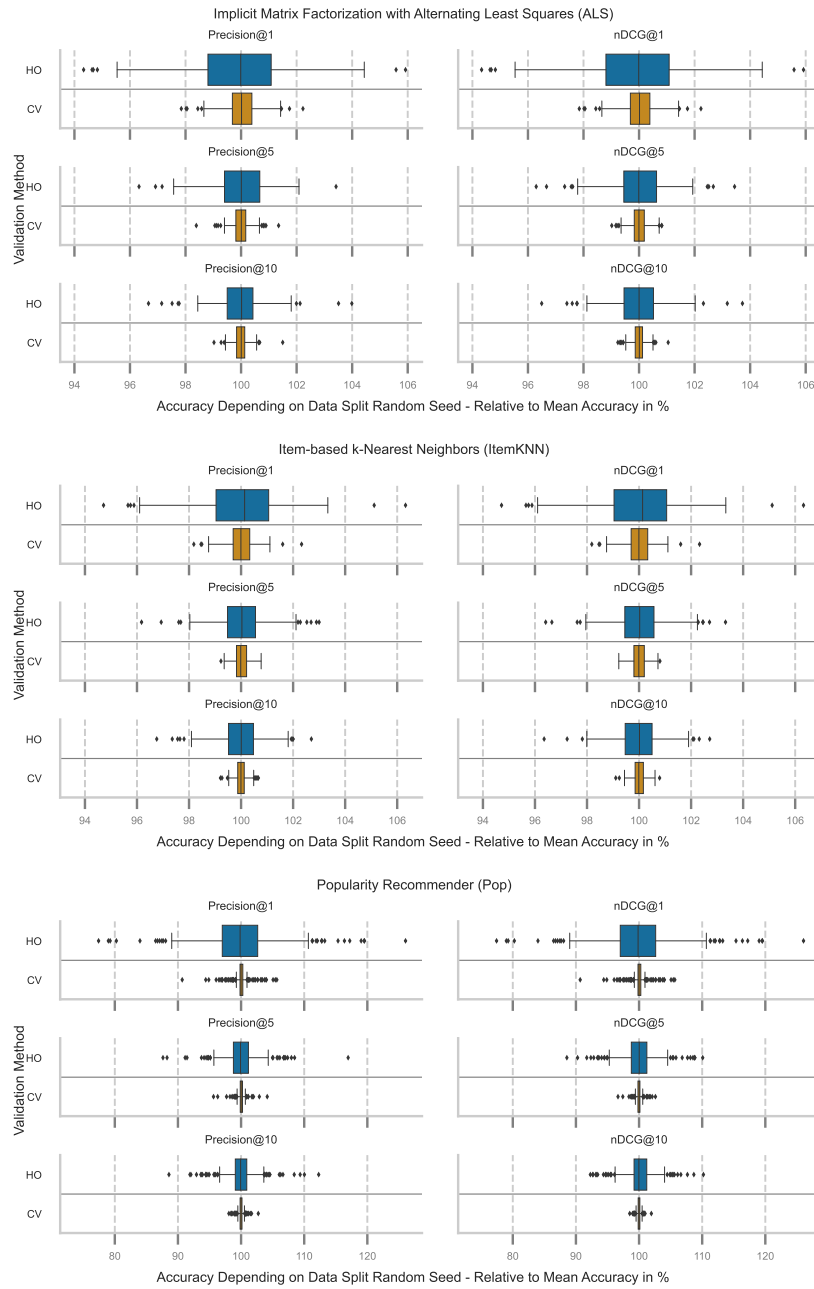 Implicit Matrix Factorization with Alternating Least Squares (ALS)
Precision@1 nDCG@1
HO
CV
Precision@5 nDCG@5
HO
CV
Precision@10 nDCG@10
HO
CV
Validation Method
94 96 98 100 102 104 106 94 96 98 100 102 104 106
Accuracy Depending on Data Split Random Seed - Relative to Mean Accuracy in %
Item-based k-Nearest Neighbors (ItemKNN)
Precision@1 nDCG@1
HO
CV
Precision@5 nDCG@5
HO
CV
Precision@10 nDCG@10
HO
CV
Validation Method
94 96 98 100 102 104 106 94 96 98 100 102 104 106
Accuracy Depending on Data Split Random Seed - Relative to Mean Accuracy in %
Popularity Recommender (Pop)
Precision@1 nDCG@1
HO
CV
Precision@5 nDCG@5
HO
CV
Precision@10 nDCG@10
HO
CV
Validation Method
80 90 100 110 120 80 90 100 110 120
Accuracy Depending on Data Split Random Seed - Relative to Mean Accuracy in %